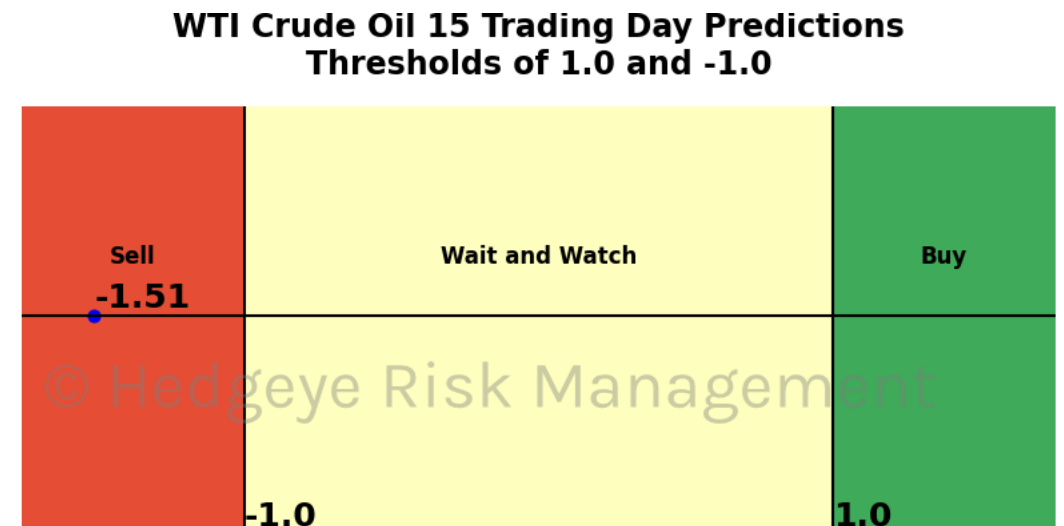 WTI Crude Oil 15 Trading Day Predictions
Thresholds of 1.0 and -1.0
Sell
Wait and Watch
Buy
-1.51
© Hedgeye Risk Management
-1.0
1.0